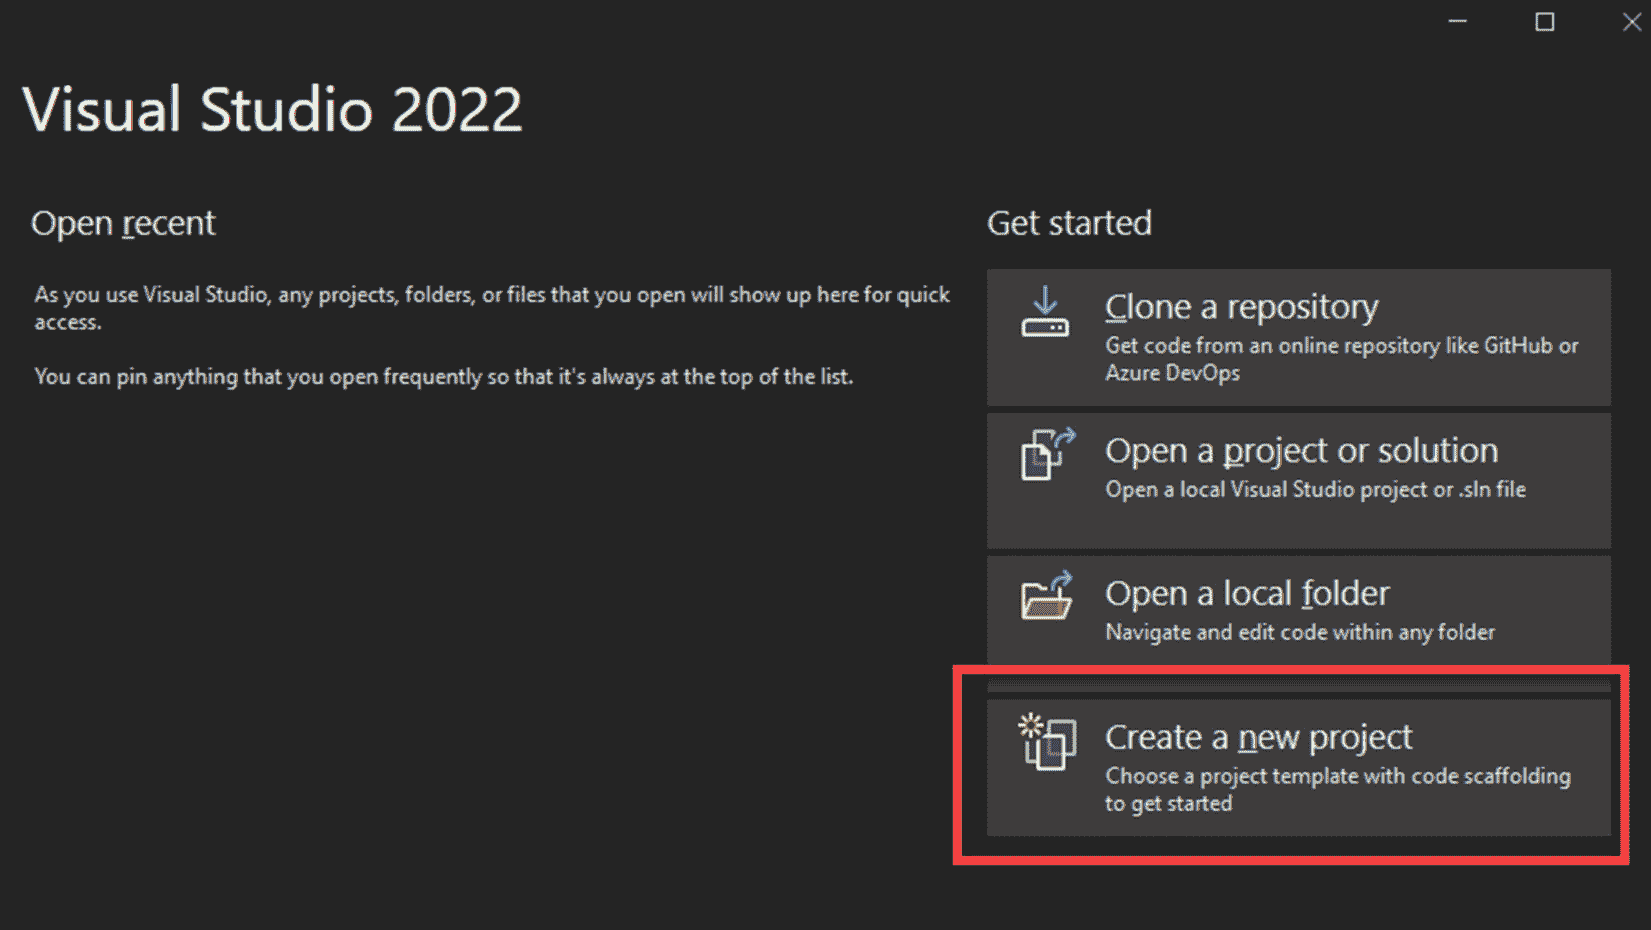 Visual Studio 2022
Open recent
As you use Visual Studio, any projects, folders, or files that you open will show up here for quick
access.
You can pin anything that you open frequently so that it's always at the top of the list.
Get started
Clone a repository
Get code from an online repository like GitHub or
Azure DevOps
Open a project or solution
Open a local Visual Studio project or .sln file
Open a local folder
Navigate and edit code within any folder
Create a new project
Choose a project template with code scaffolding
to get started